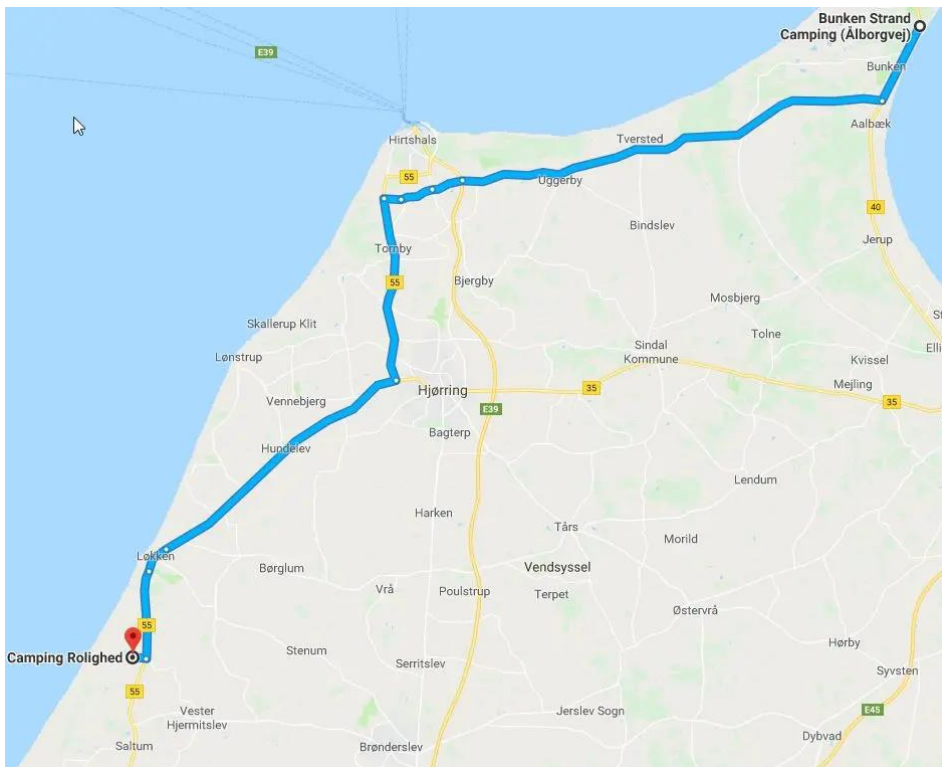 Bunken Strand
Camping (Ålborgvej)
E39
Bunken
Aalbæk
Hirtshals
Tversted
55
Uggerby
40
Bindslev
Jerup
Tornby
55
Bjergby
Mosbjerg
Skallerup Klit
Tolne
Lønstrup
Sindal
Kommune
Kvissel
Mejling
Hjørring
35
35
Vennebjerg
E39
Bagterp
Hundelev
Lendum
Harken
Tårs
Morild
Løkken
Børglum
Vendsyssel
Vrå
Poulstrup
Terpet
Østervrå
55
Hørby
Camping Rolighed
Stenum
Serritslev
Syvsten
55
Vester
Hjermitslev
Jerslev Sogn
E45
Saltum
Brønderslev
Dybvad